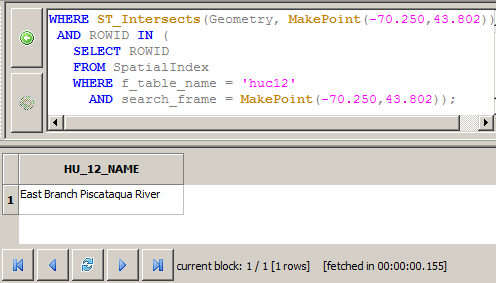 WHERE ST_Intersects(Geometry, MakePoint(-70.250,43.802))
AND ROWID IN (
SELECT ROWID
FROM SpatialIndex
WHERE f_table_name = 'huc12'
AND search_frame = MakePoint(-70.250,43.802));
HU_12_NAME
1 East Branch Piscataqua River
current block: 1 / 1 [1 rows] [fetched in 00:00:00.155]